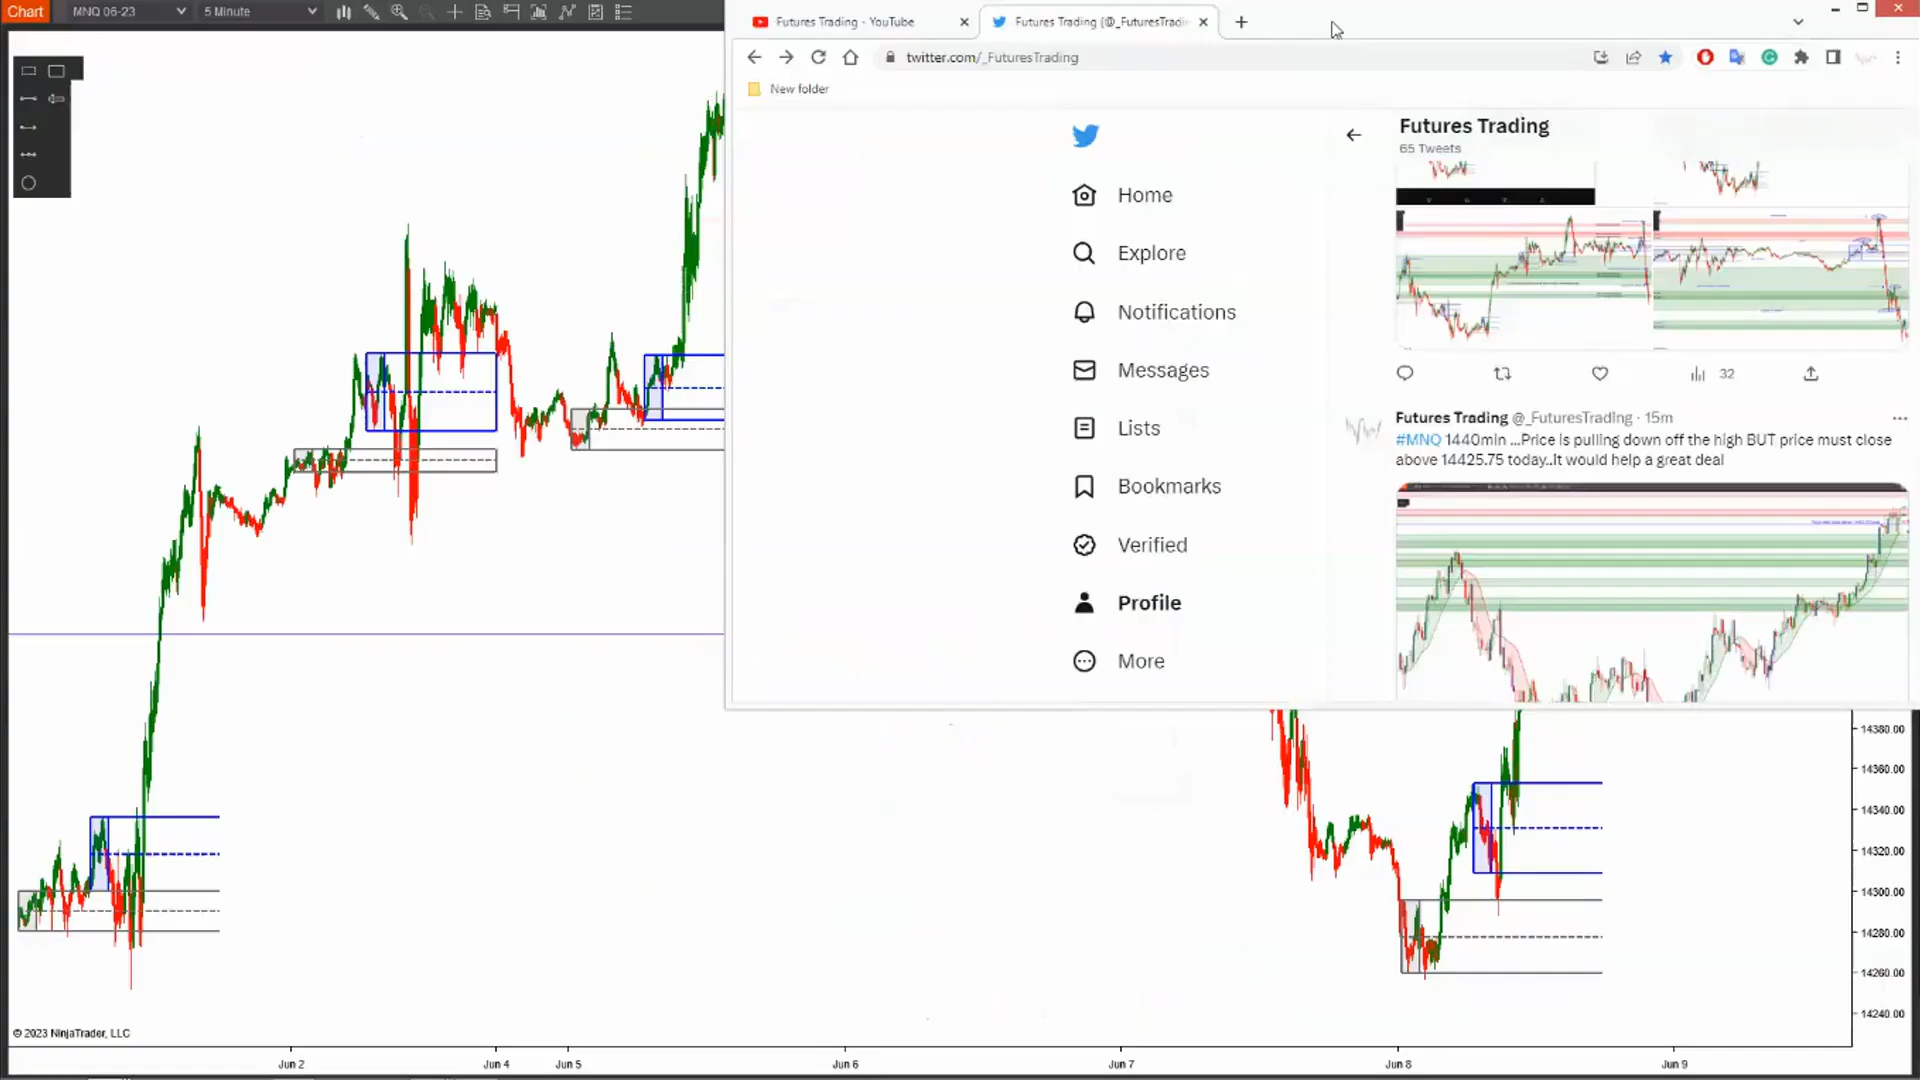 Chart
MNQ 06-23
5 Minute
Futures Trading - YouTube
Futures Trading (@_FuturesTradi
twitter.com/_FuturesTrading
New folder
Futures Trading
65 Tweets
Home
Explore
Notifications
Messages
Lists
Bookmarks
Verified
Profile
More
32
Futures Trading @_FuturesTrading · 15m
#MNQ 1440min ...Price is pulling down off the high BUT price must close
above 14425.75 today..It would help a great deal
14380.00
14360.00
14340.00
14320.00
14300.00
14280.00
14260.00
14240.00
© 2023 NinjaTrader, LLC
Jun 2
Jun 4
Jun 5
Jun 6
Jun 7
Jun 8
Jun 9